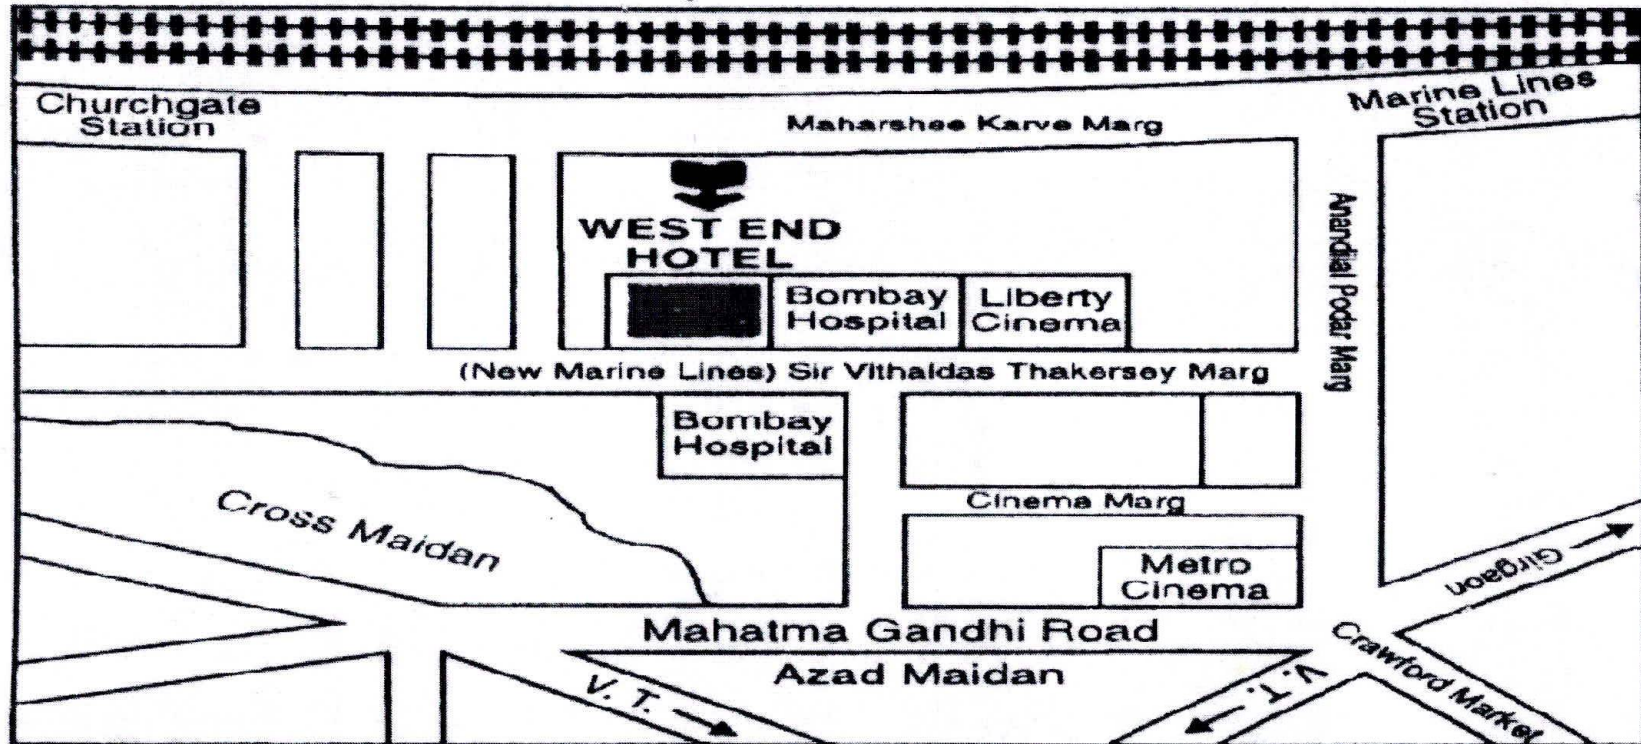 Churchgate
Station
Maharshee Karve Marg
Marine Lines
Station
WEST END
HOTEL
Bombay
Hospital
Liberty
Cinema
Anandlal Podar Marg
(New Marine Lines) Sir Vithaldas Thakersey Marg
Bombay
Hospital
Cinema Marg
Cross Maidan
Metro
Cinema
Girgaon
Mahatma Gandhi Road
Crawford Market
Azad Maidan
V. T.
V. T.